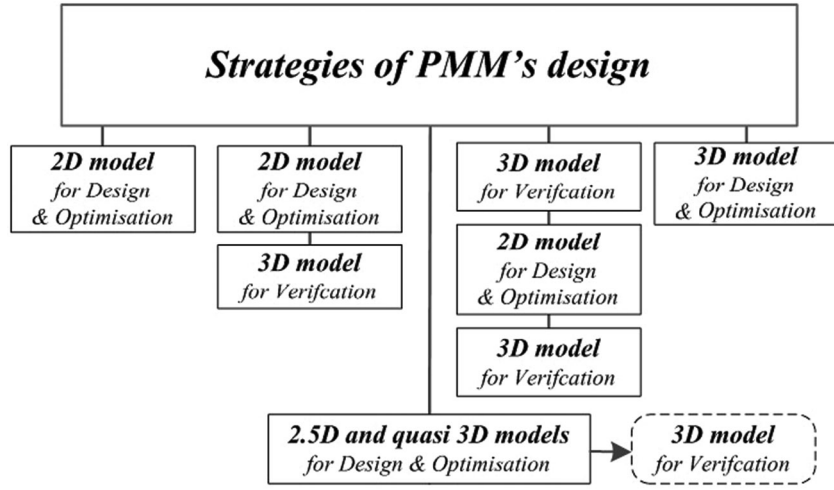 Strategies of PMM's design
2D model
for Design
& Optimisation
2D model
for Design
& Optimisation
3D model
for Verifcation
3D model
for Verifcation
2D model
for Design
& Optimisation
3D model
for Verifcation
3D model
for Design
& Optimisation
2.5D and quasi 3D models
for Design & Optimisation
3D model
for Verifcation